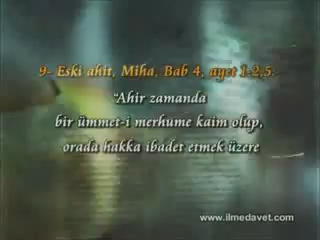 9- Eski ahit, Miha, Bab 4, ayet 1-2,5.
"Ahir zamanda
bir ümmet-i merhume kaim olup,
orada hakka ibadet etmek üzere
www.ilmedavet.com